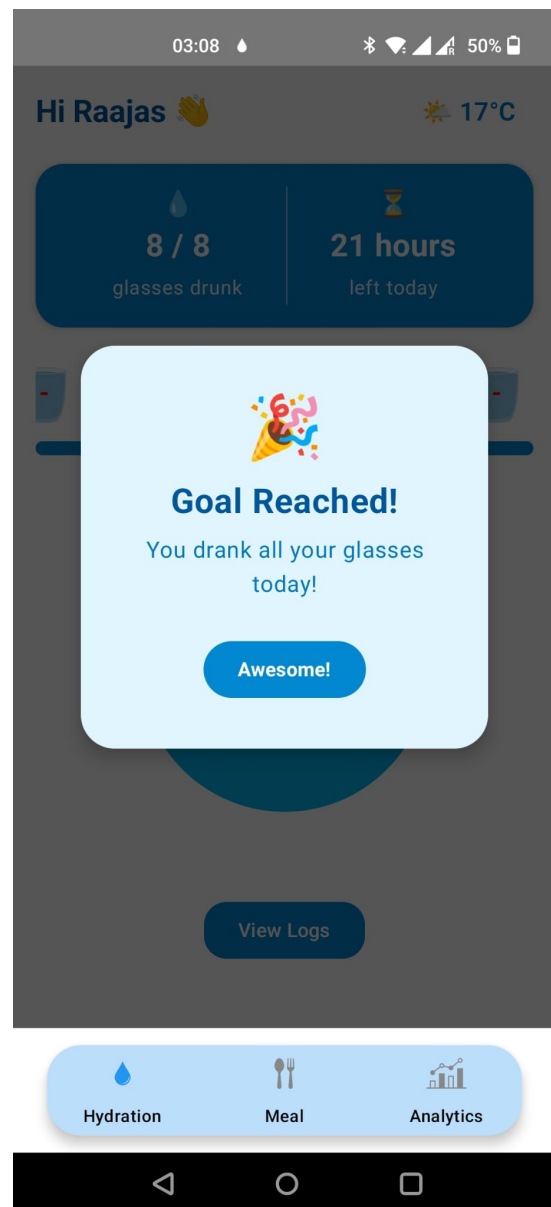 03:08 50%
Hi Raajas 👋 17°C
8 / 8 21 hours
glasses drunk left today
Goal Reached!
You drank all your glasses
today!
Awesome!
View Logs
Hydration Meal Analytics